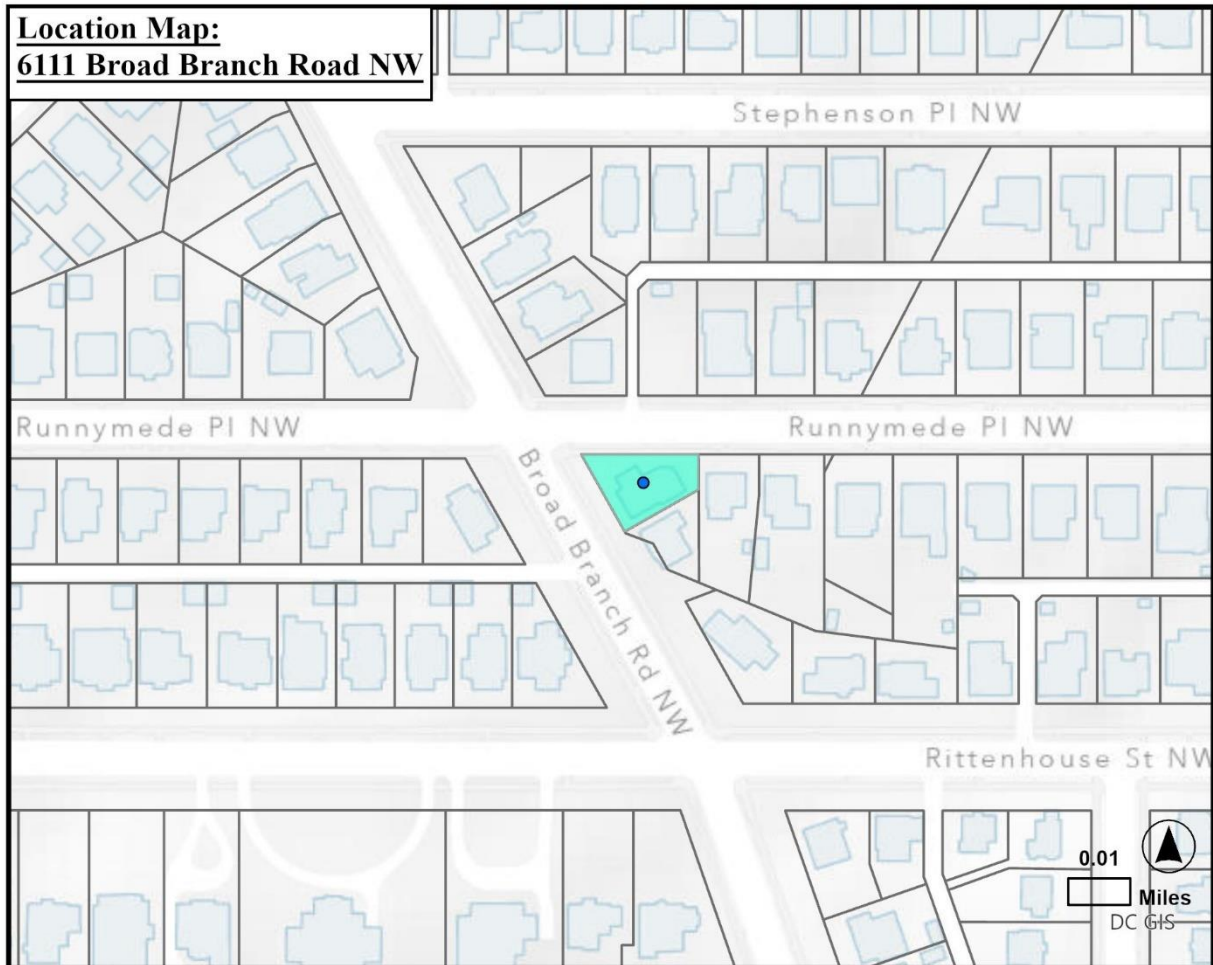 Location Map:
6111 Broad Branch Road NW
Stephenson Pl NW
Runnymede Pl NW
Runnymede Pl NW
Broad Branch Rd NW
Rittenhouse St NW
0.01
Miles
DC GIS